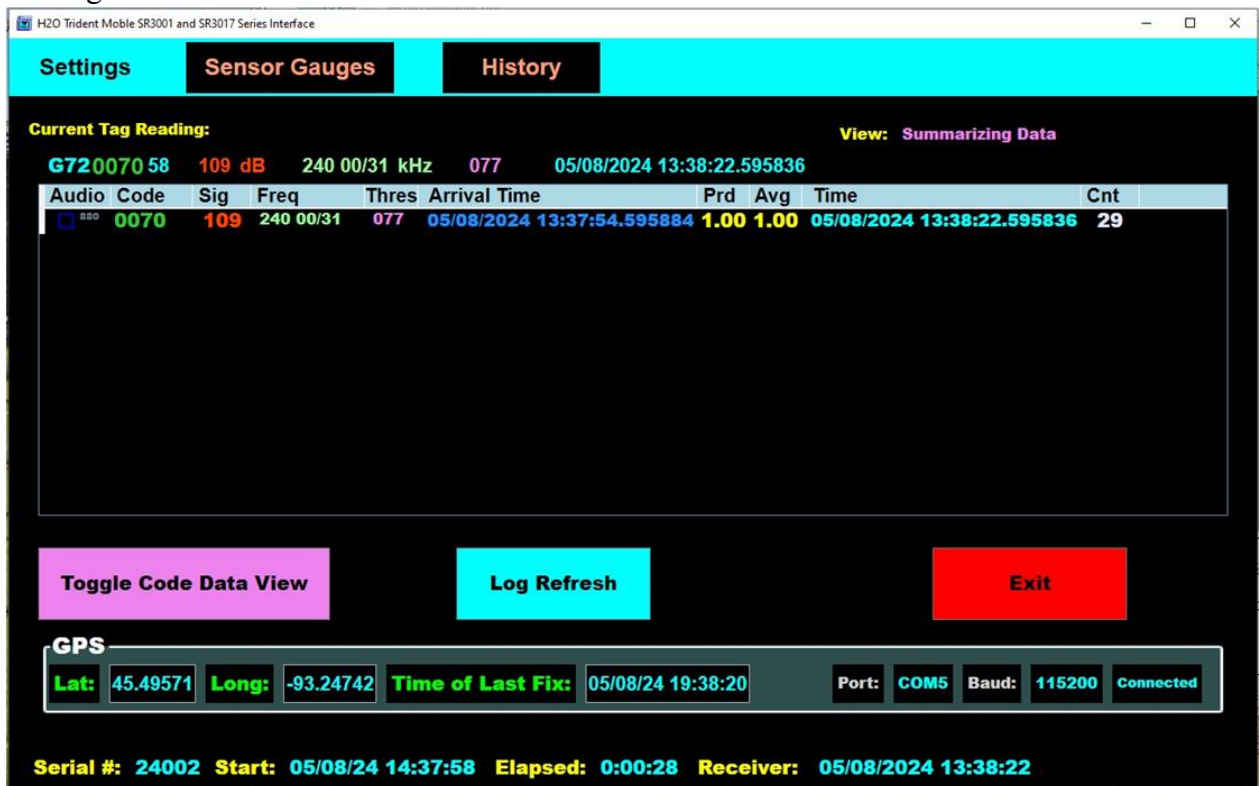 H2O Trident Moble SR3001 and SR3017 Series Interface
Settings Sensor Gauges History
Current Tag Reading: View: Summarizing Data
G72 0070 58 109 dB 240 00/31 kHz 077 05/08/2024 13:38:22.595836
Audio Code Sig Freq Thres Arrival Time Prd Avg Time Cnt
880 0070 109 240 00/31 077 05/08/2024 13:37:54.595884 1.00 1.00 05/08/2024 13:38:22.595836 29
Toggle Code Data View Log Refresh Exit
GPS
Lat: 45.49571 Long: -93.24742 Time of Last Fix: 05/08/24 19:38:20 Port: COM5 Baud: 115200 Connected
Serial #: 24002 Start: 05/08/24 14:37:58 Elapsed: 0:00:28 Receiver: 05/08/2024 13:38:22